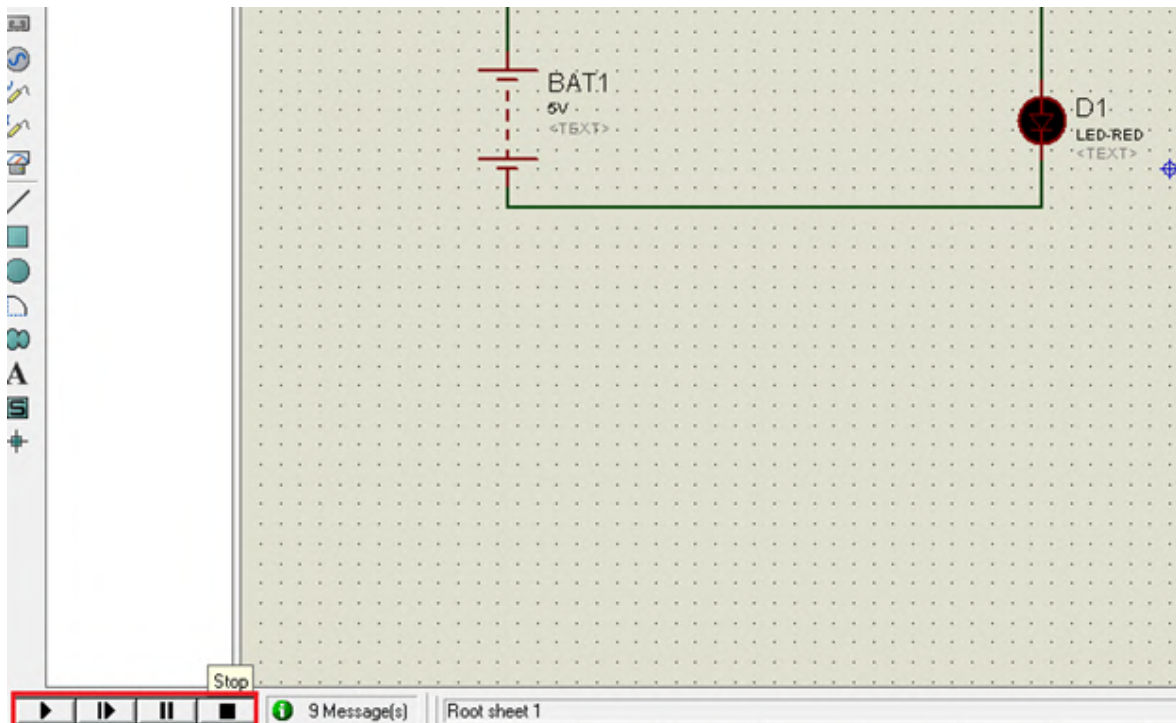 BAT1
5V
<TEXT>
D1
LED-RED
<TEXT>
A
S
Stop
9 Message(s)
Root sheet 1